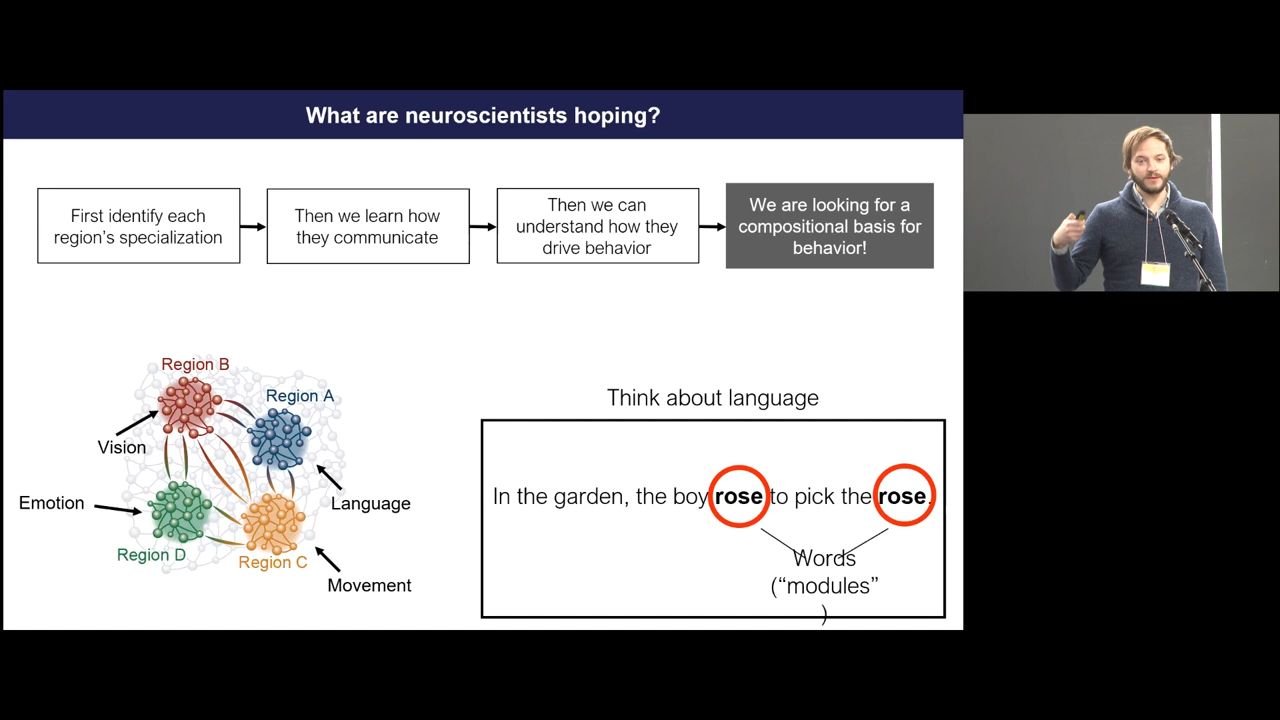 What are neuroscientists hoping?
First identify each
region's specialization
Then we learn how
they communicate
Then we can
understand how they
drive behavior
We are looking for a
compositional basis for
behavior!
Region B
Region A
Vision
Emotion
Language
Region D
Region C
Movement
Think about language
In the garden, the boy rose to pick the rose.
Words
("modules"
)